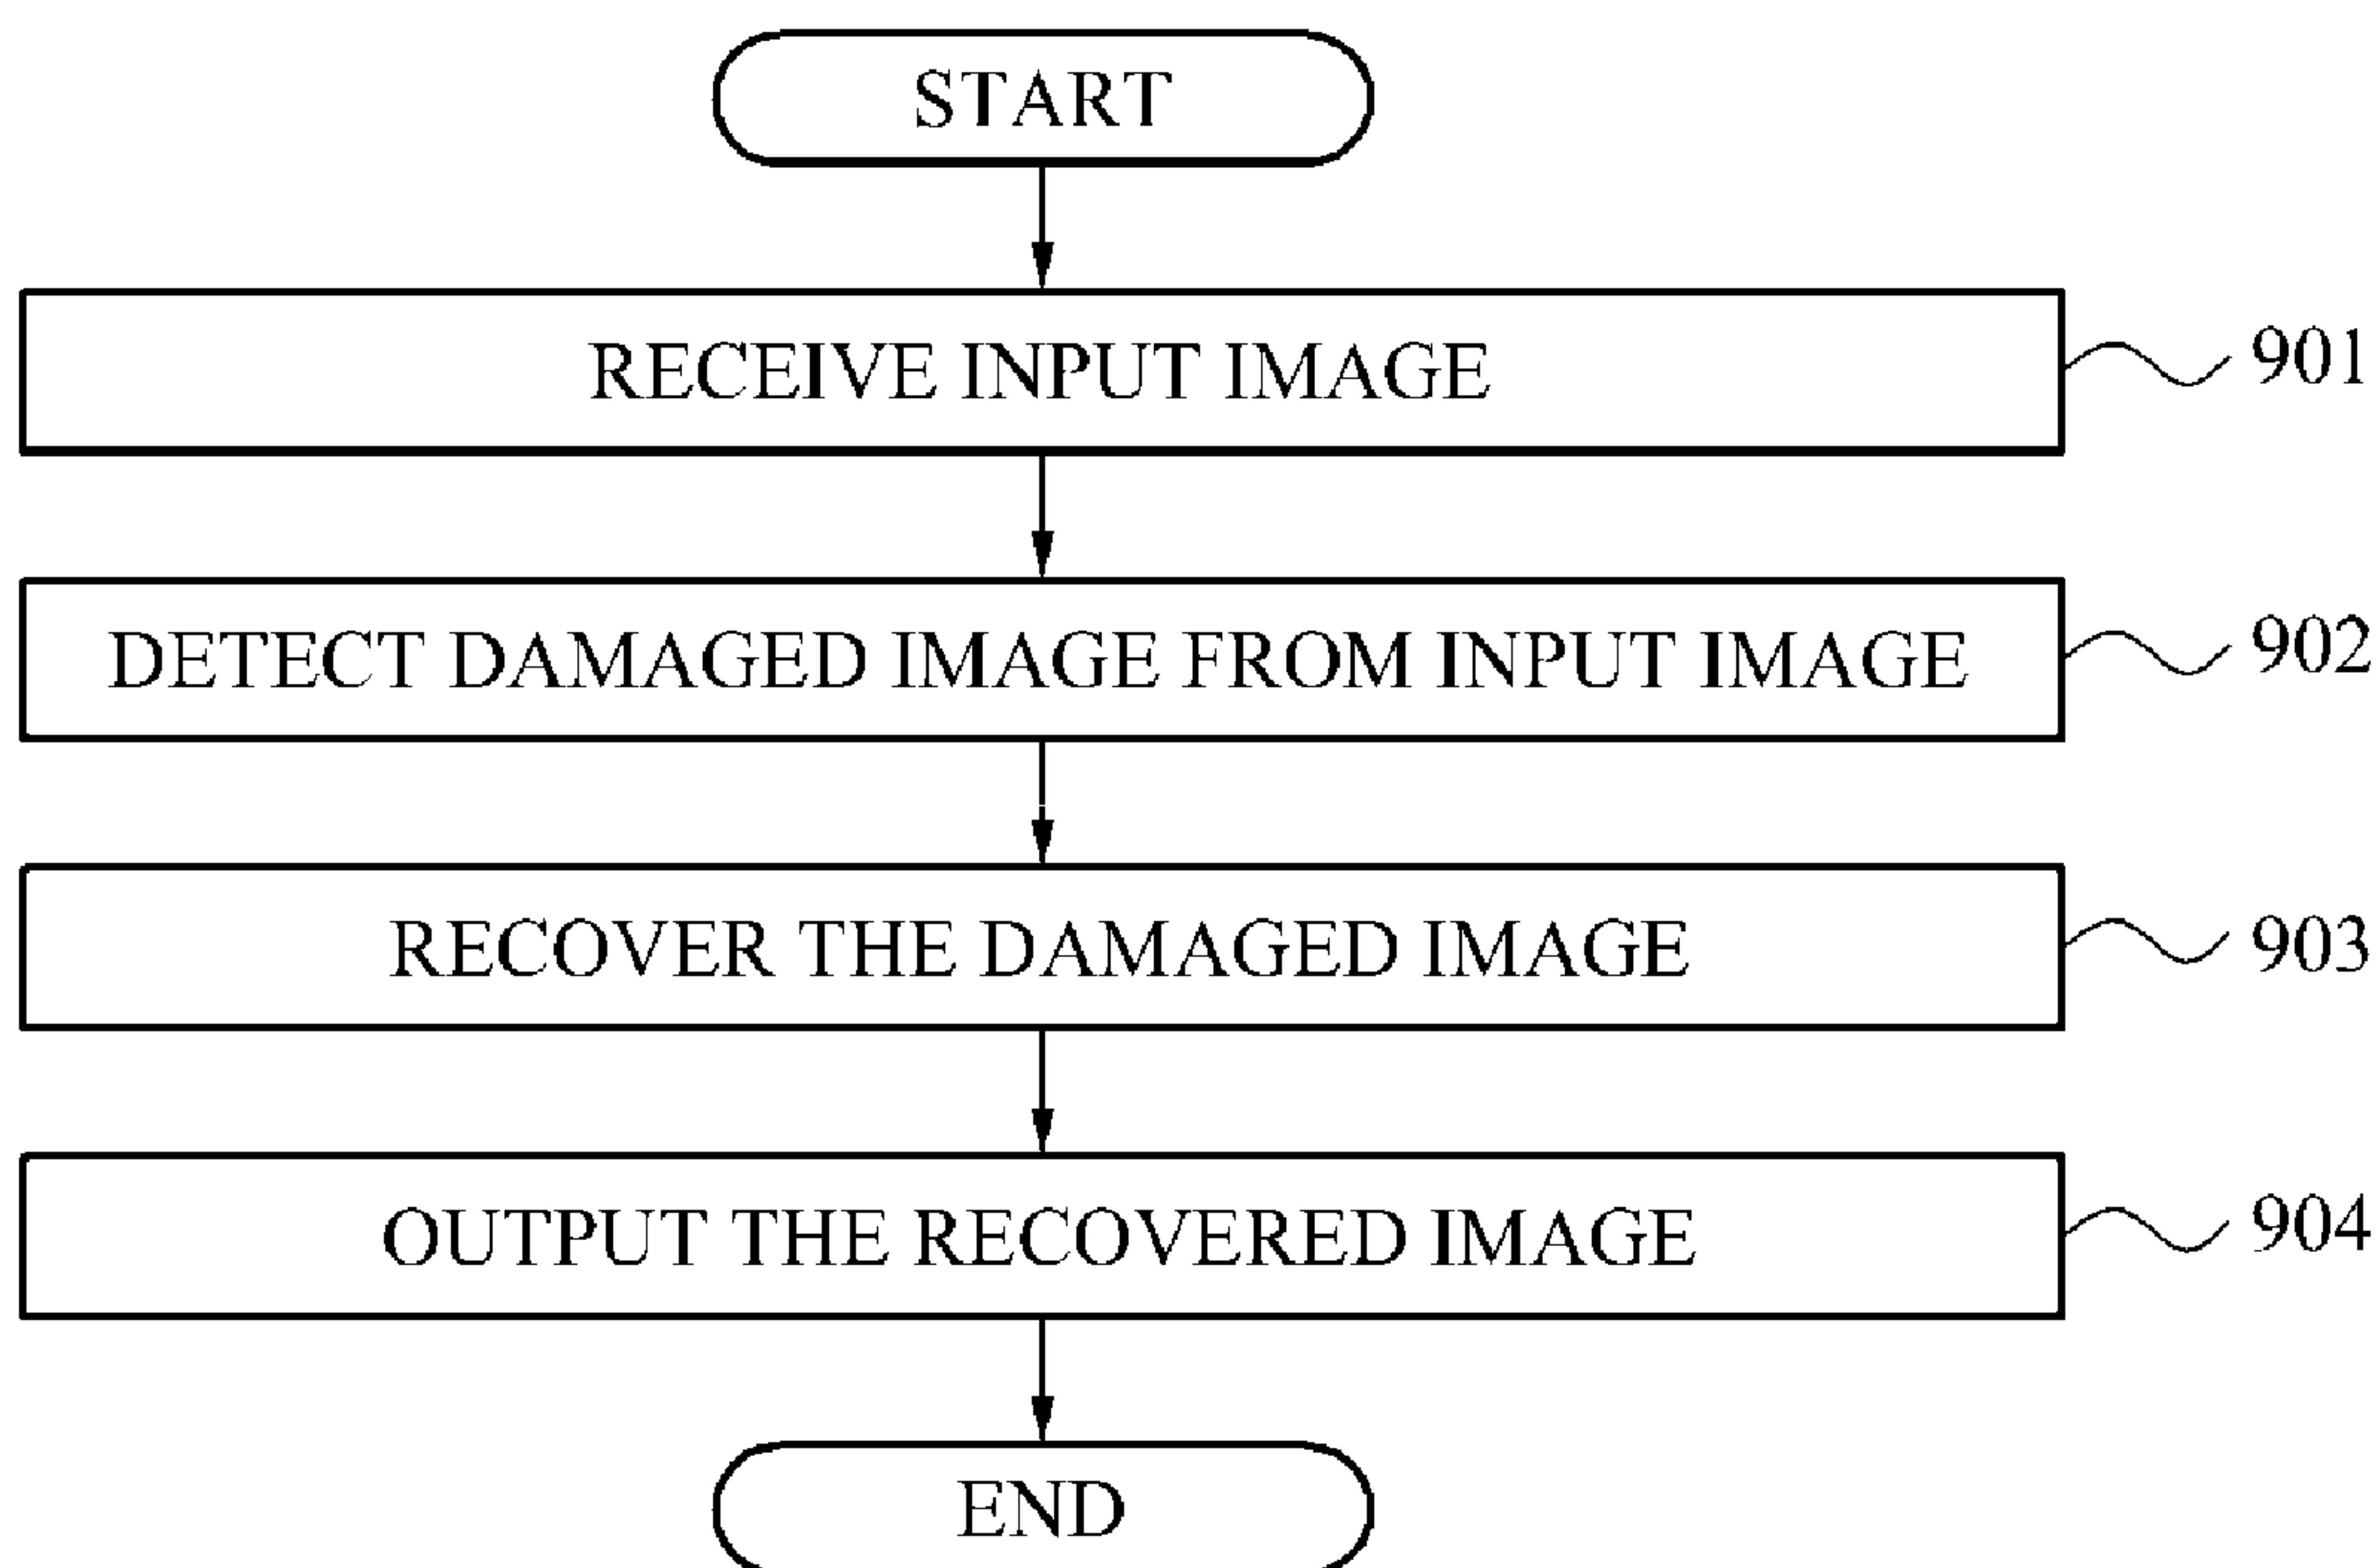 START
RECEIVE INPUT IMAGE
901
DETECT DAMAGED IMAGE FROM INPUT IMAGE
902
RECOVER THE DAMAGED IMAGE
903
OUTPUT THE RECOVERED IMAGE
904
END